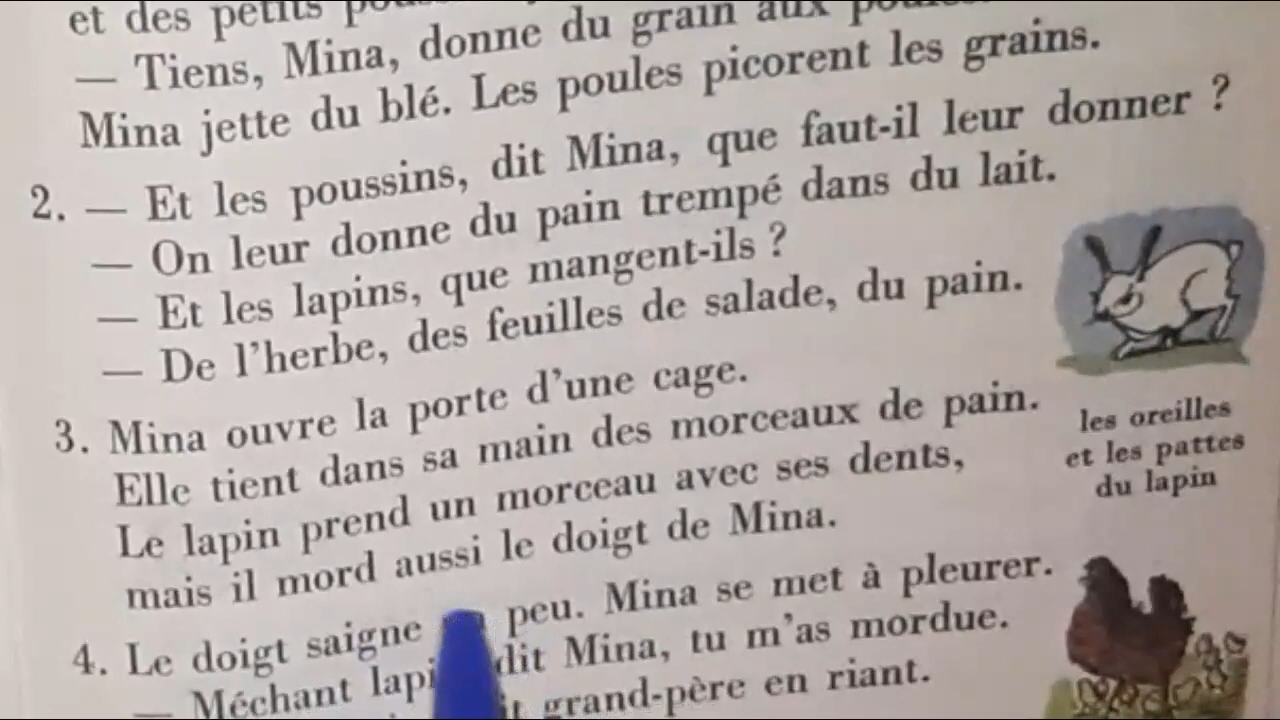 et des petits
— Tiens, Mina, donne du grain aux
Mina jette du blé. Les poules picorent les grains.
2. — Et les poussins, dit Mina, que faut-il leur donner ?
— On leur donne du pain trempé dans du lait.
— Et les lapins, que mangent-ils ?
— De l'herbe, des feuilles de salade, du pain.
3. Mina ouvre la porte d'une cage.
Elle tient dans sa main des morceaux de pain.
Le lapin prend un morceau avec ses dents,
mais il mord aussi le doigt de Mina.
4. Le doigt saigne peu. Mina se met à pleurer.
— Méchant dit Mina, tu m'as mordue.
grand-père en riant.
les oreilles
et les pattes
du lapin